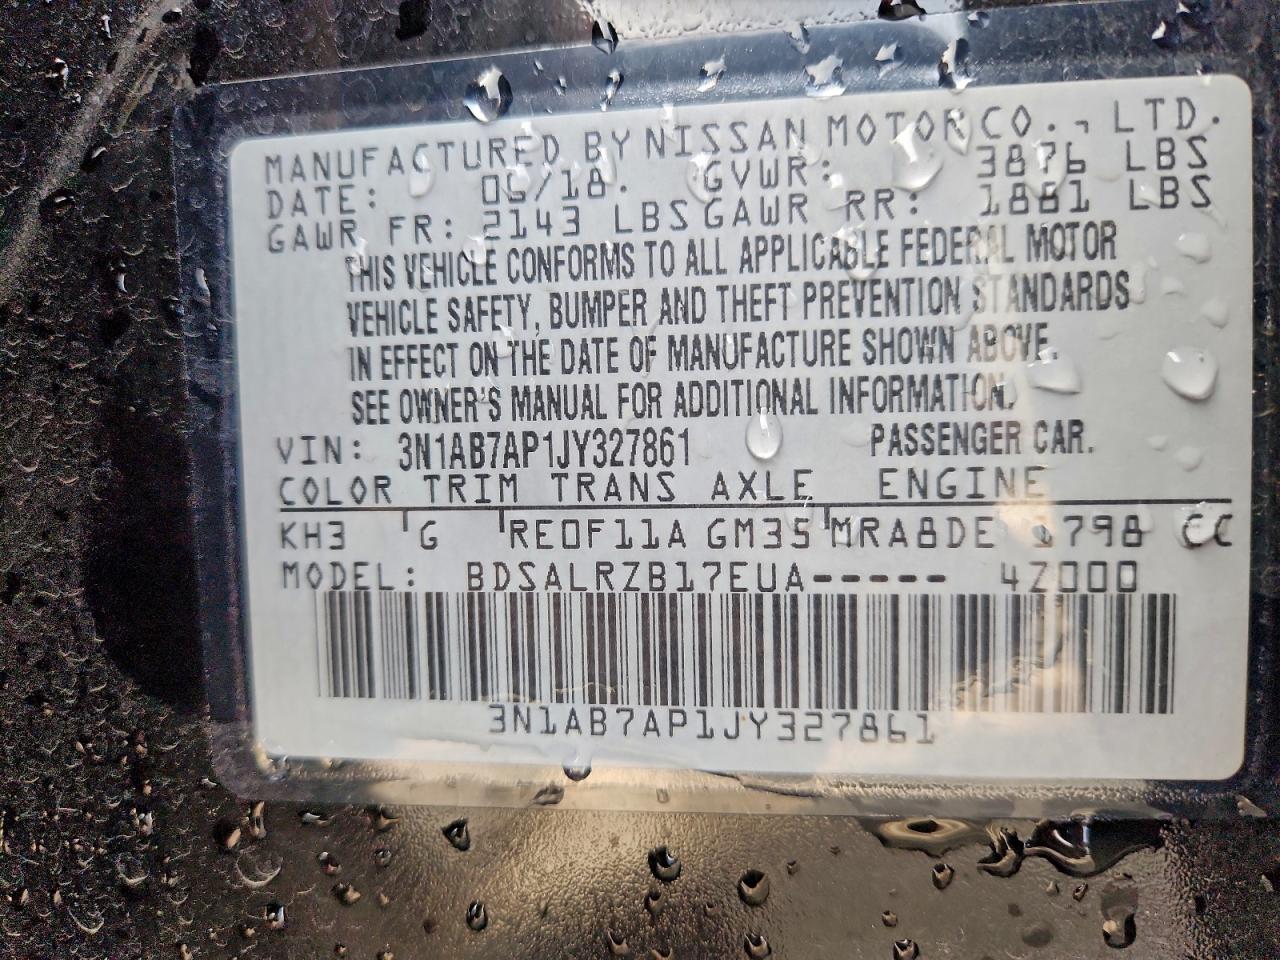 MANUFACTURED BY NISSAN MOTOR CO., LTD.
DATE: 06/18. GVWR: 3876 LBS
GAWR FR: 2143 LBS GAWR RR: 1881 LBS
THIS VEHICLE CONFORMS TO ALL APPLICABLE FEDERAL MOTOR
VEHICLE SAFETY, BUMPER AND THEFT PREVENTION STANDARDS
IN EFFECT ON THE DATE OF MANUFACTURE SHOWN ABOVE.
SEE OWNER'S MANUAL FOR ADDITIONAL INFORMATION.
VIN: 3N1AB7AP1JY327861 PASSENGER CAR.
COLOR TRIM TRANS AXLE ENGINE
KH3 G RE0F11A GM35 MRA8DE 1798 CC
MODEL: BDSALRZB17EUA----- 4Z000
3N1AB7AP1JY327861